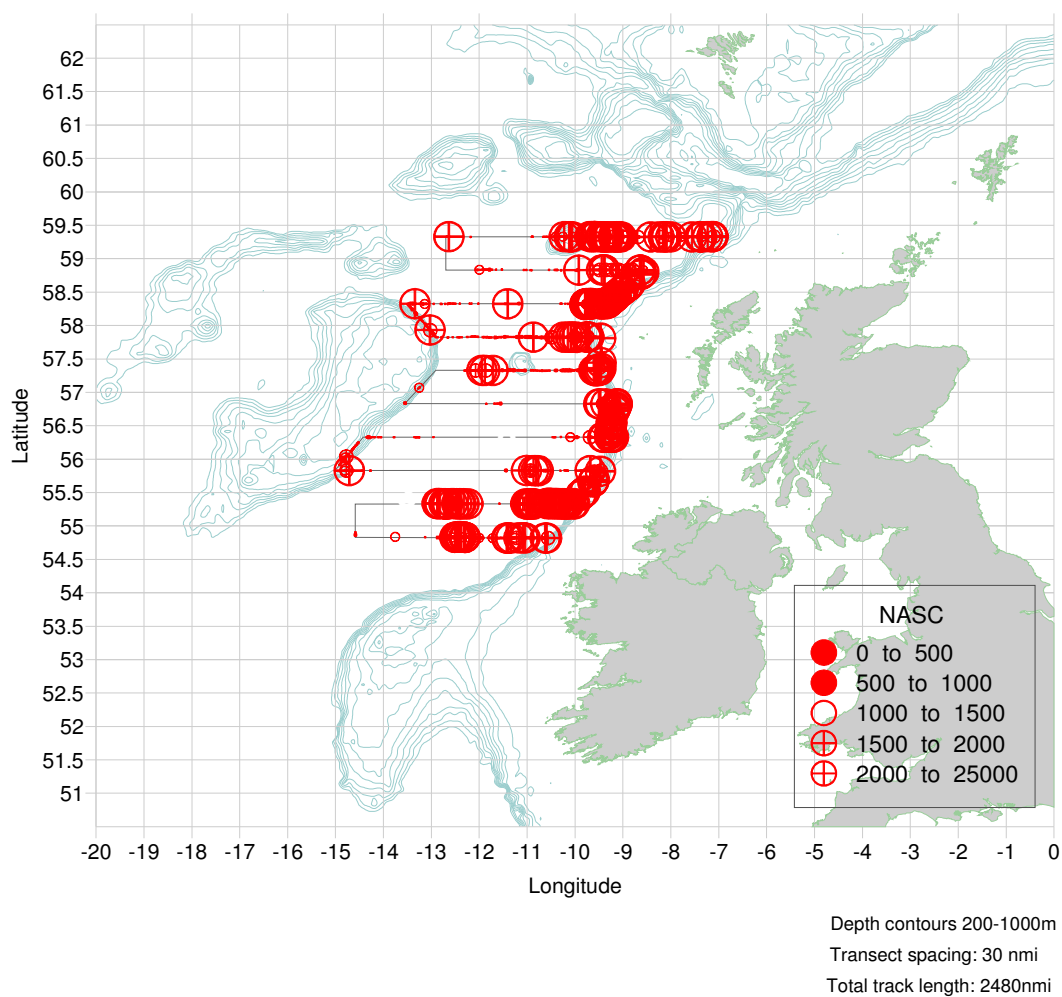 62
61.5
61
60.5
60
59.5
59
58.5
58
57.5
57
56.5
56
55.5
55
54.5
54
53.5
53
52.5
52
51.5
51
Latitude
NASC
0 to 500
500 to 1000
1000 to 1500
1500 to 2000
2000 to 25000
-20 -19 -18 -17 -16 -15 -14 -13 -12 -11 -10 -9 -8 -7 -6 -5 -4 -3 -2 -1 0
Longitude
Depth contours 200-1000m
Transect spacing: 30 nmi
Total track length: 2480nmi